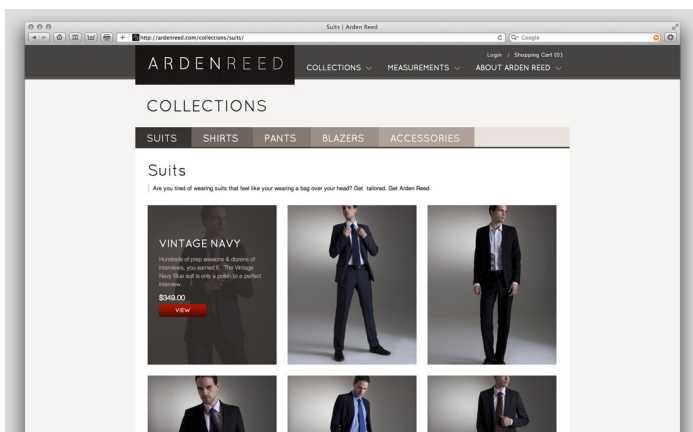 Suits | Arden Reed
http://ardenreed.com/collections/suits/
Google
Login / Shopping Cart (0)
ARDENREED
COLLECTIONS MEASUREMENTS ABOUT ARDEN REED
COLLECTIONS
SUITS SHIRTS PANTS BLAZERS ACCESSORIES
Suits
Are you tired of wearing suits that feel like your wearing a bag over your head? Get tailored. Get Arden Reed.
VINTAGE NAVY
Hundreds of prep sessions & dozens of
interviews, you earned it. The Vintage
Navy Blue suit is only a polish to a perfect
interview.
$349.00
VIEW